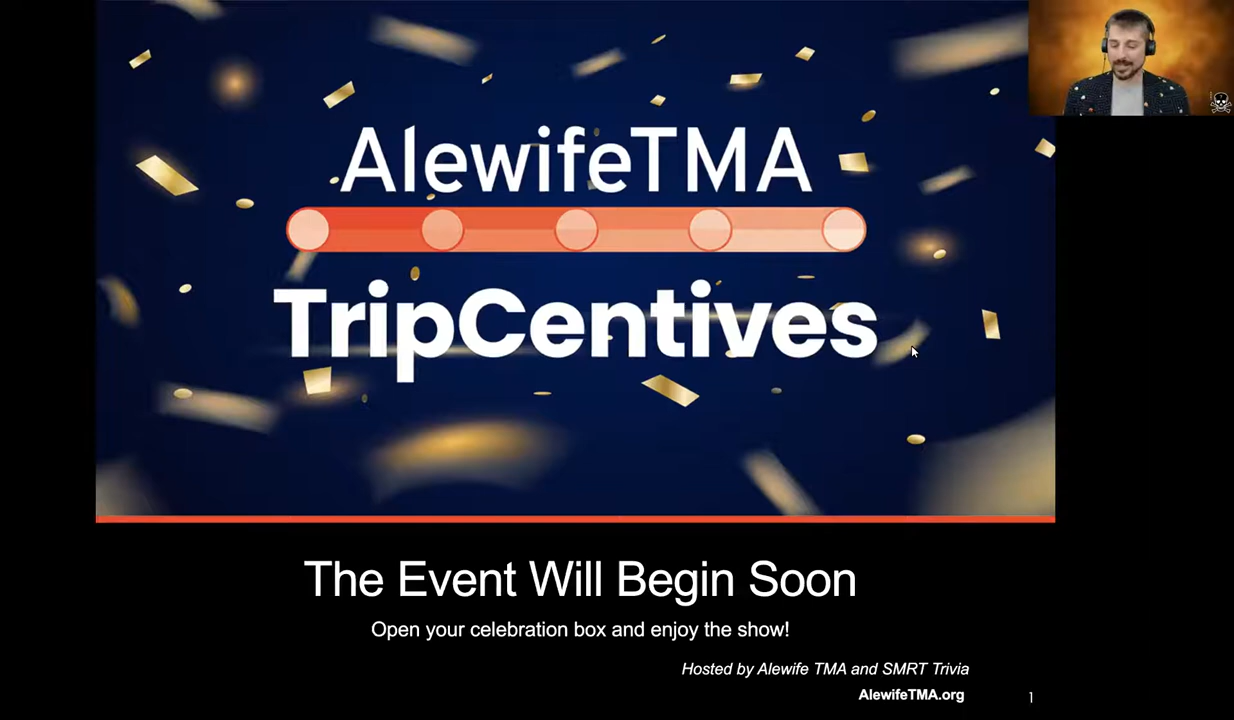 AlewifeTMA
TripCentives
The Event Will Begin Soon
Open your celebration box and enjoy the show!
Hosted by Alewife TMA and SMRT Trivia
AlewifeTMA.org
1